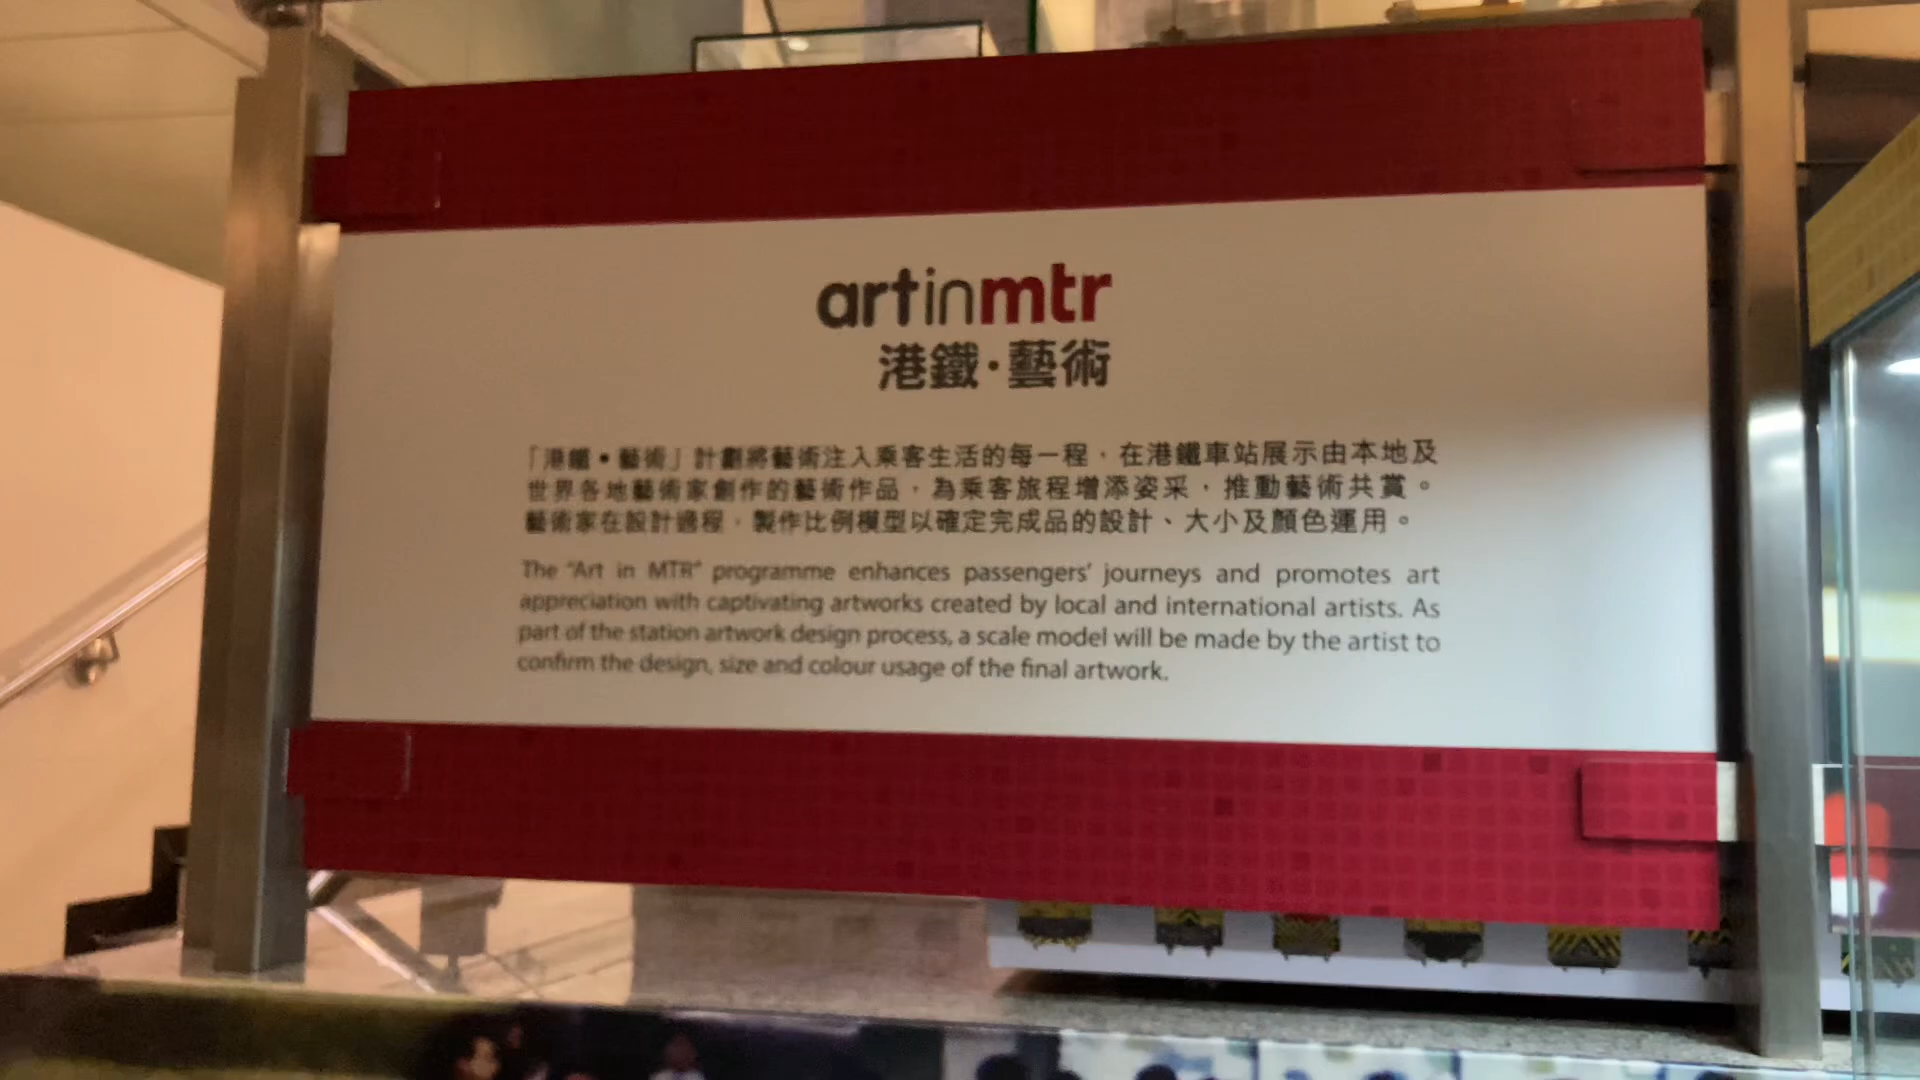 artinmtr
港鐵·藝術
「港鐵•藝術」計劃將藝術注入乘客生活的每一程，在港鐵車站展示由本地及
世界各地藝術家創作的藝術作品，為乘客旅程增添姿采，推動藝術共賞。
藝術家在設計過程，製作比例模型以確定完成品的設計、大小及顏色運用。
The “Art in MTR” programme enhances passengers’ journeys and promotes art
appreciation with captivating artworks created by local and international artists. As
part of the station artwork design process, a scale model will be made by the artist to
confirm the design, size and colour usage of the final artwork.